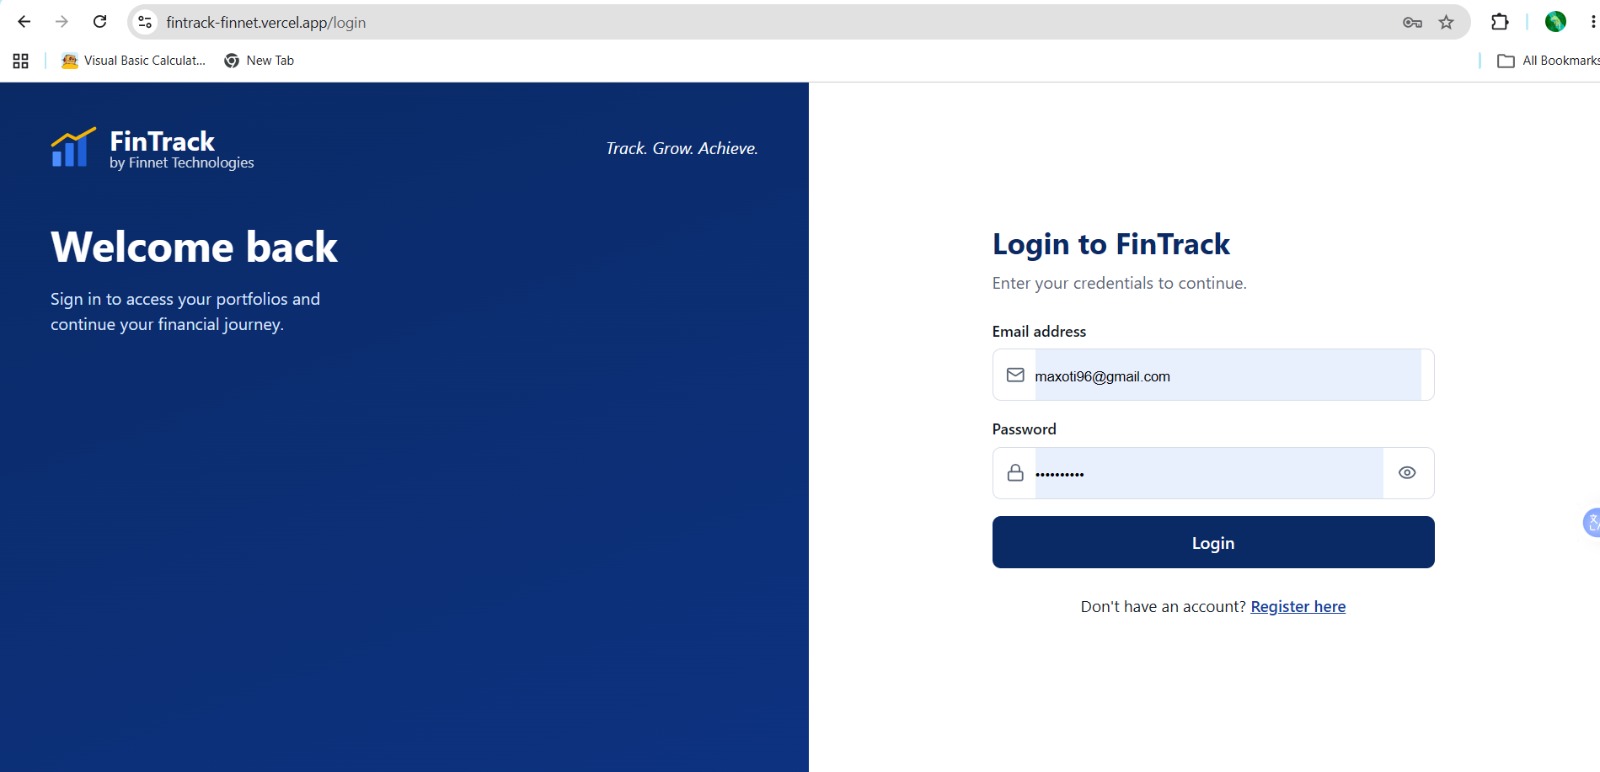 fintrack-finnet.vercel.app/login
Visual Basic Calculat...
New Tab
All Bookmarks
FinTrack
by Finnet Technologies
Track. Grow. Achieve.
Welcome back
Sign in to access your portfolios and
continue your financial journey.
Login to FinTrack
Enter your credentials to continue.
Email address
maxoti96@gmail.com
Password
••••••••••
Login
Don't have an account? Register here